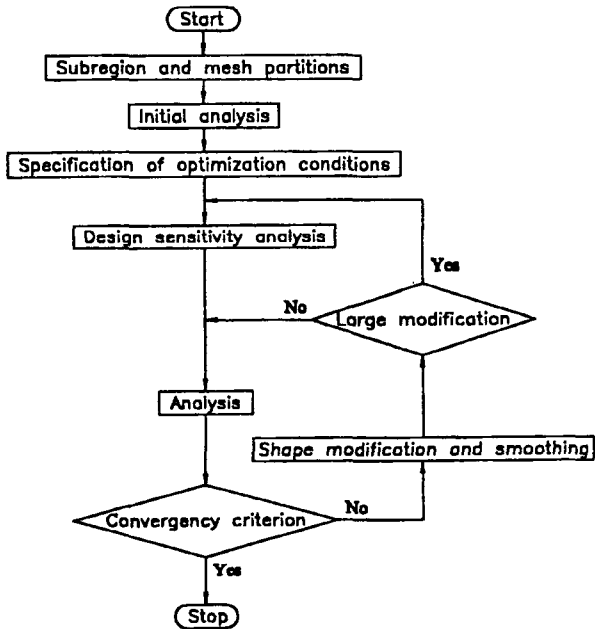 Start
Subregion and mesh partitions
Initial analysis
Specification of optimization conditions
Design sensitivity analysis
Yes
No
Large modification
Analysis
Shape modification and smoothing
Convergency criterion
No
Yes
Stop